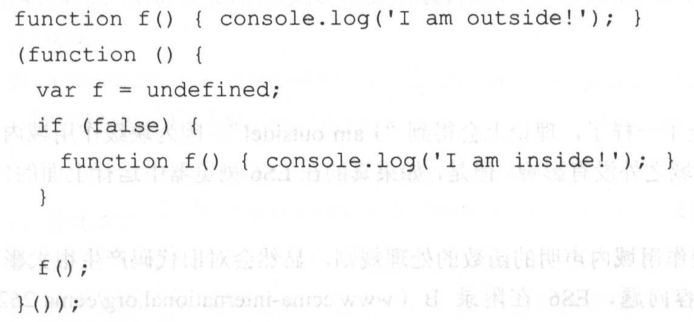 function f() { console.log('I am outside!'); }
(function () {
  var f = undefined;
  if (false) {
    function f() { console.log('I am inside!'); }
  }

  f();
}());